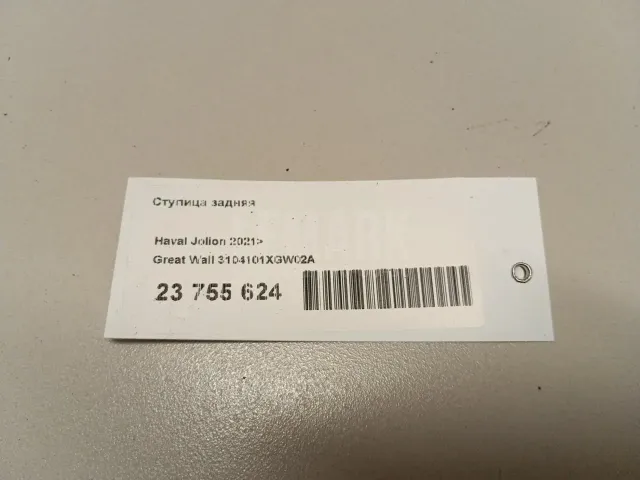 Ступица задняя
Haval Jolion 2021>
Great Wall 3104101XGW02A
23 755 624